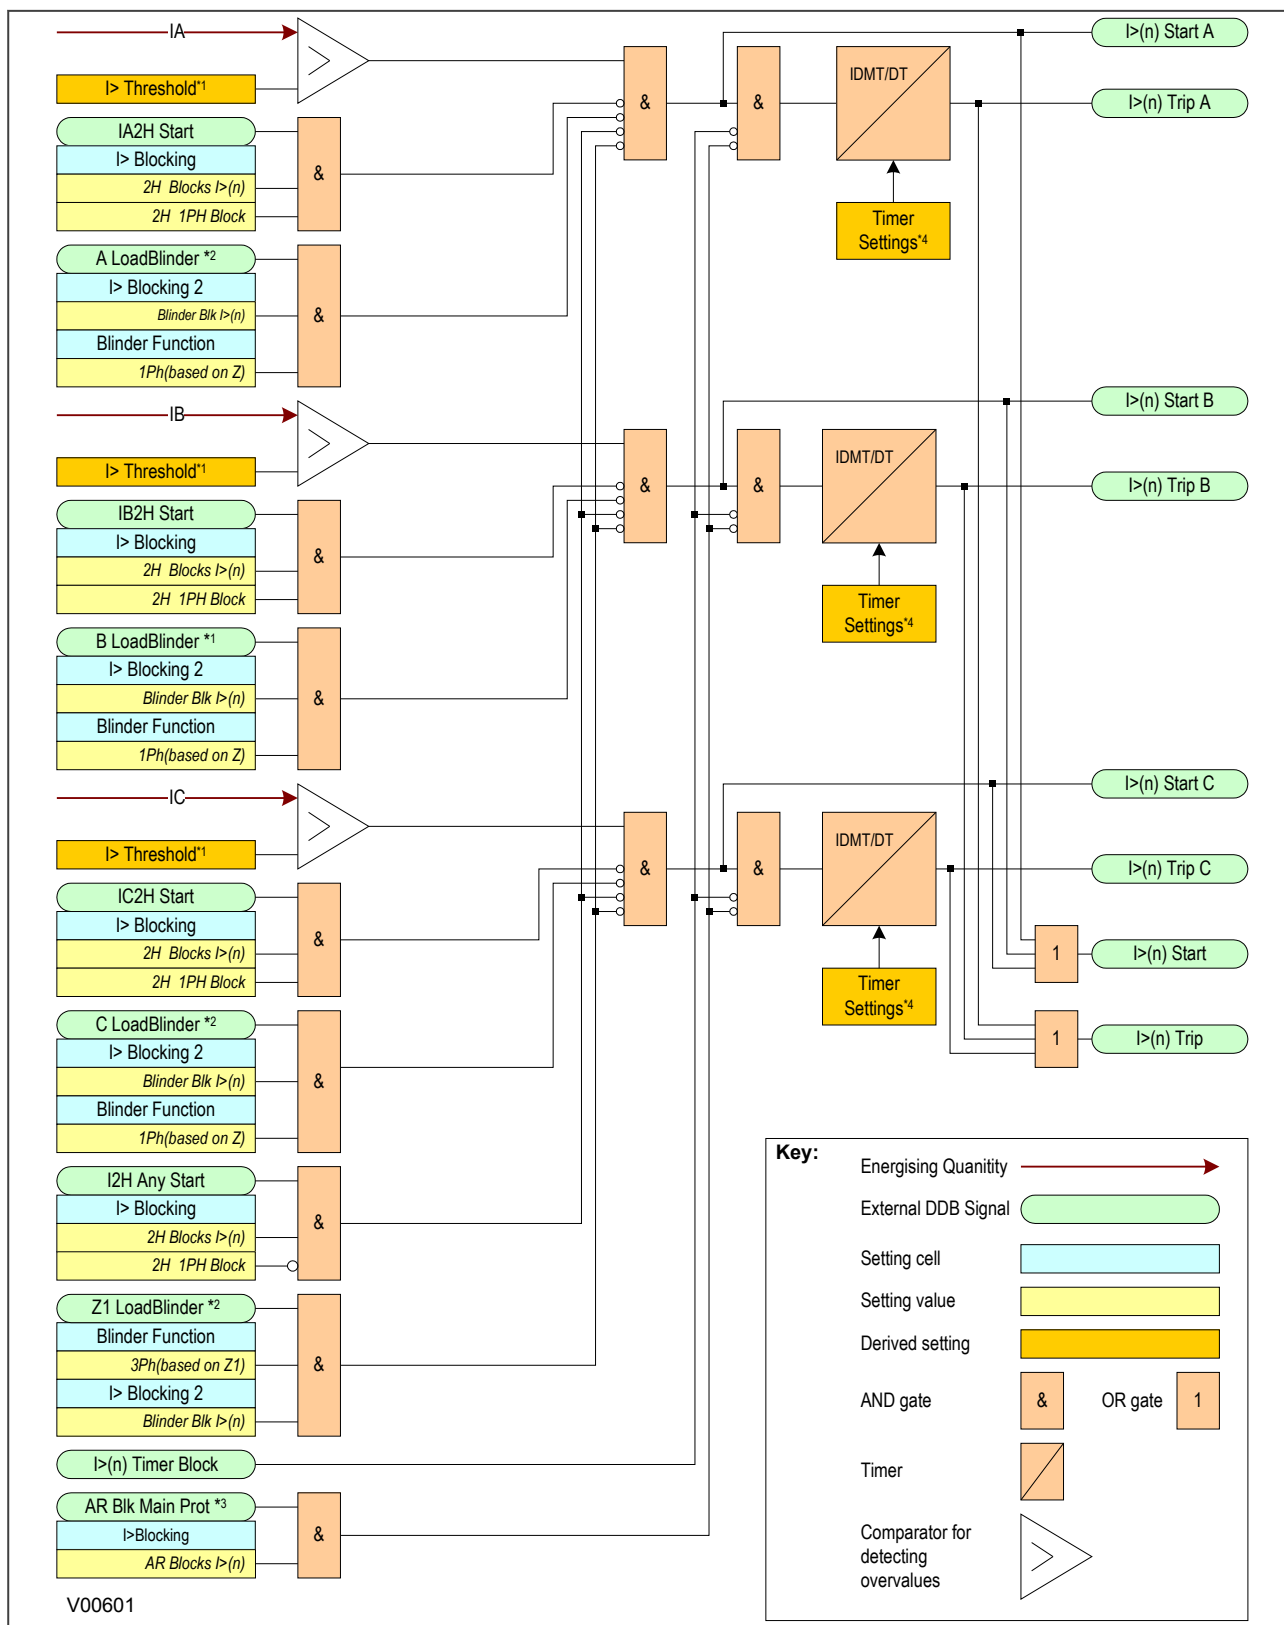 IA
I> Threshold*1
IA2H Start
I> Blocking
2H Blocks I>(n)
2H 1PH Block
&
A LoadBlinder *2
I> Blocking 2
Blinder Blk I>(n)
Blinder Function
1Ph(based on Z)
&
&
&
IDMT/DT
Timer
Settings*4
I>(n) Start A
I>(n) Trip A
IB
I> Threshold*1
IB2H Start
I> Blocking
2H Blocks I>(n)
2H 1PH Block
&
B LoadBlinder *1
I> Blocking 2
Blinder Blk I>(n)
Blinder Function
1Ph(based on Z)
&
&
&
IDMT/DT
Timer
Settings*4
I>(n) Start B
I>(n) Trip B
IC
I> Threshold*1
IC2H Start
I> Blocking
2H Blocks I>(n)
2H 1PH Block
&
C LoadBlinder *2
I> Blocking 2
Blinder Blk I>(n)
Blinder Function
1Ph(based on Z)
&
&
&
IDMT/DT
Timer
Settings*4
I>(n) Start C
I>(n) Trip C
1
I>(n) Start
1
I>(n) Trip
I2H Any Start
I> Blocking
2H Blocks I>(n)
2H 1PH Block
&
Z1 LoadBlinder *2
Blinder Function
3Ph(based on Z1)
I> Blocking 2
Blinder Blk I>(n)
&
I>(n) Timer Block
AR Blk Main Prot *3
I>Blocking
AR Blocks I>(n)
&
Key:
Energising Quanitity
External DDB Signal
Setting cell
Setting value
Derived setting
AND gate
&
OR gate
1
Timer
Comparator for
detecting
overvalues
V00601